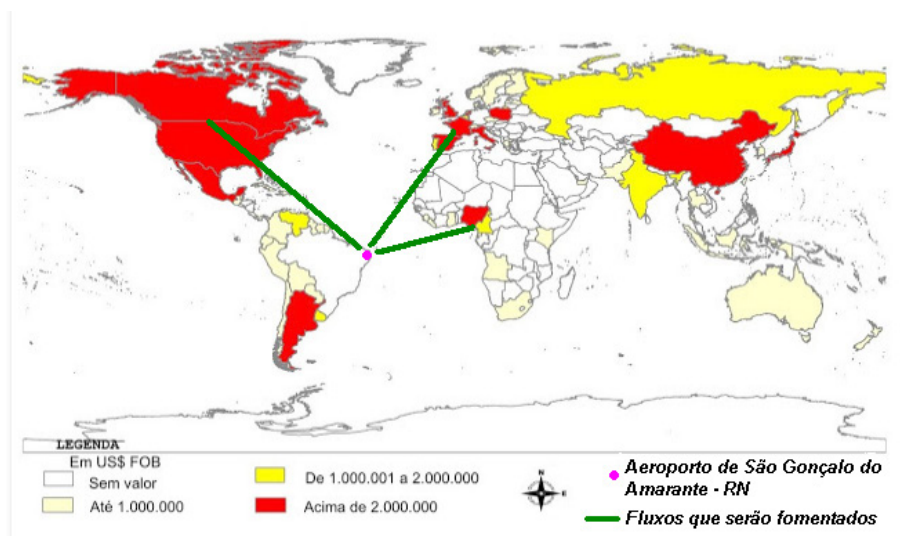 LEGENDA
Em US$ FOB
Sem valor
Até 1.000.000
De 1.000.001 a 2.000.000
Acima de 2.000.000
N
E
Aeroporto de São Gonçalo do
Amarante - RN
Fluxos que serão fomentados